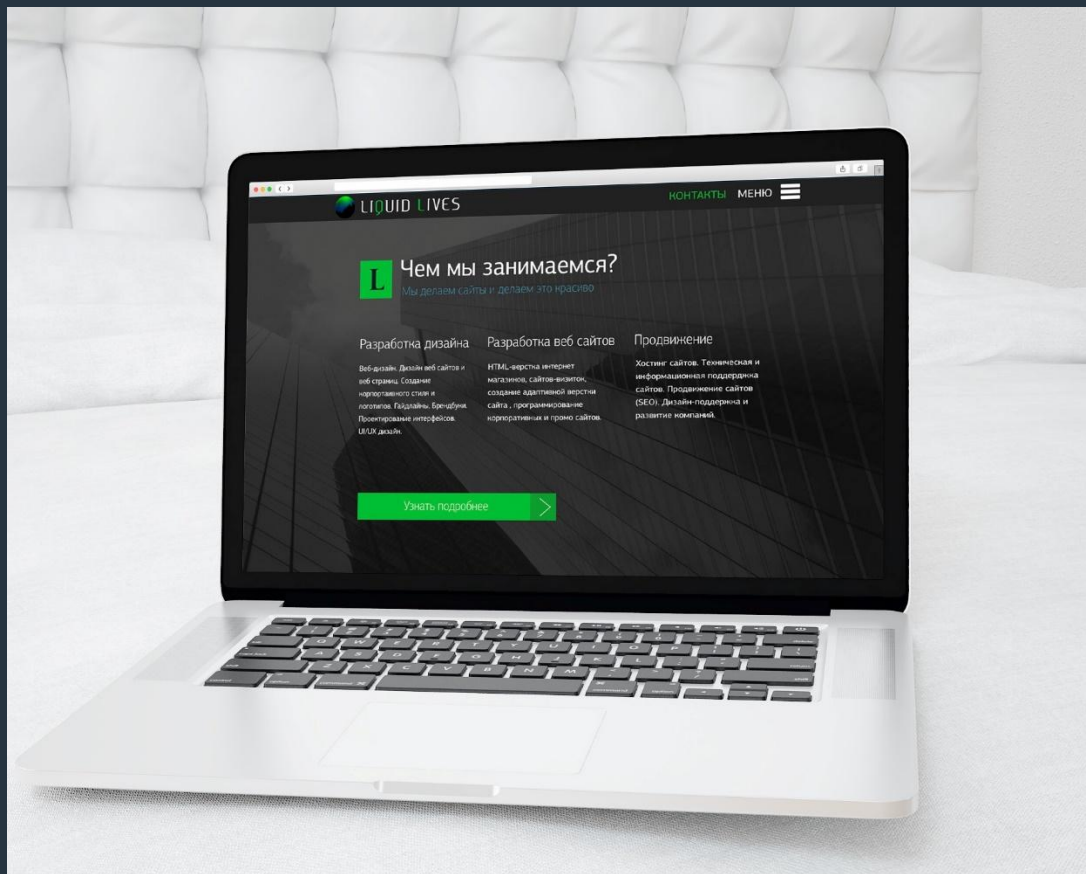 LIQUID LIVES
КОНТАКТЫ МЕНЮ
L
Чем мы занимаемся?
Мы делаем сайты и делаем это красиво
Разработка дизайна
Веб-дизайн. Дизайн веб сайтов и
веб страниц. Создание
корпоративного стиля и
логотипов. Гайдлайны. Брендбуки.
Проектирование интерфейсов.
UI/UX дизайн.
Разработка веб сайтов
HTML-верстка интернет
магазинов, сайтов-визиток,
создание адаптивной верстки
сайта , программирование
корпоративных и промо сайтов.
Продвижение
Хостинг сайтов. Техническая и
информационная поддержка
сайтов. Продвижение сайтов
(SEO). Дизайн-поддержка и
развитие компаний.
Узнать подробнее
Q W E R T Y U I O P
A S D F G H J K L
Z X C V B N M
command option